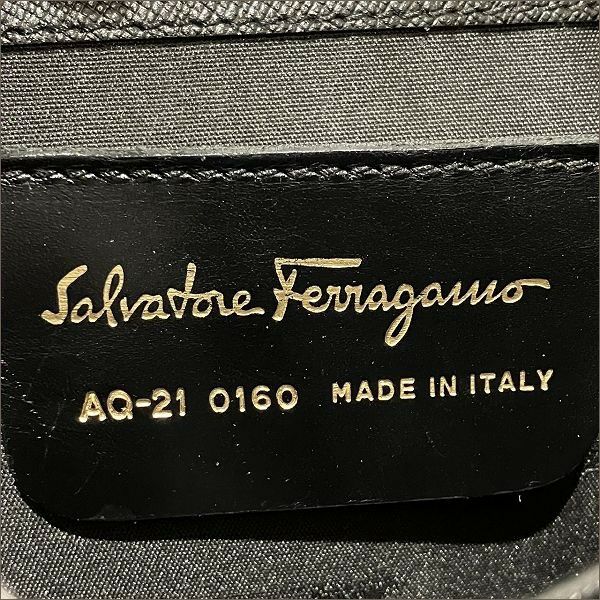 Salvatore Ferragamo
AQ-21 0160 MADE IN ITALY